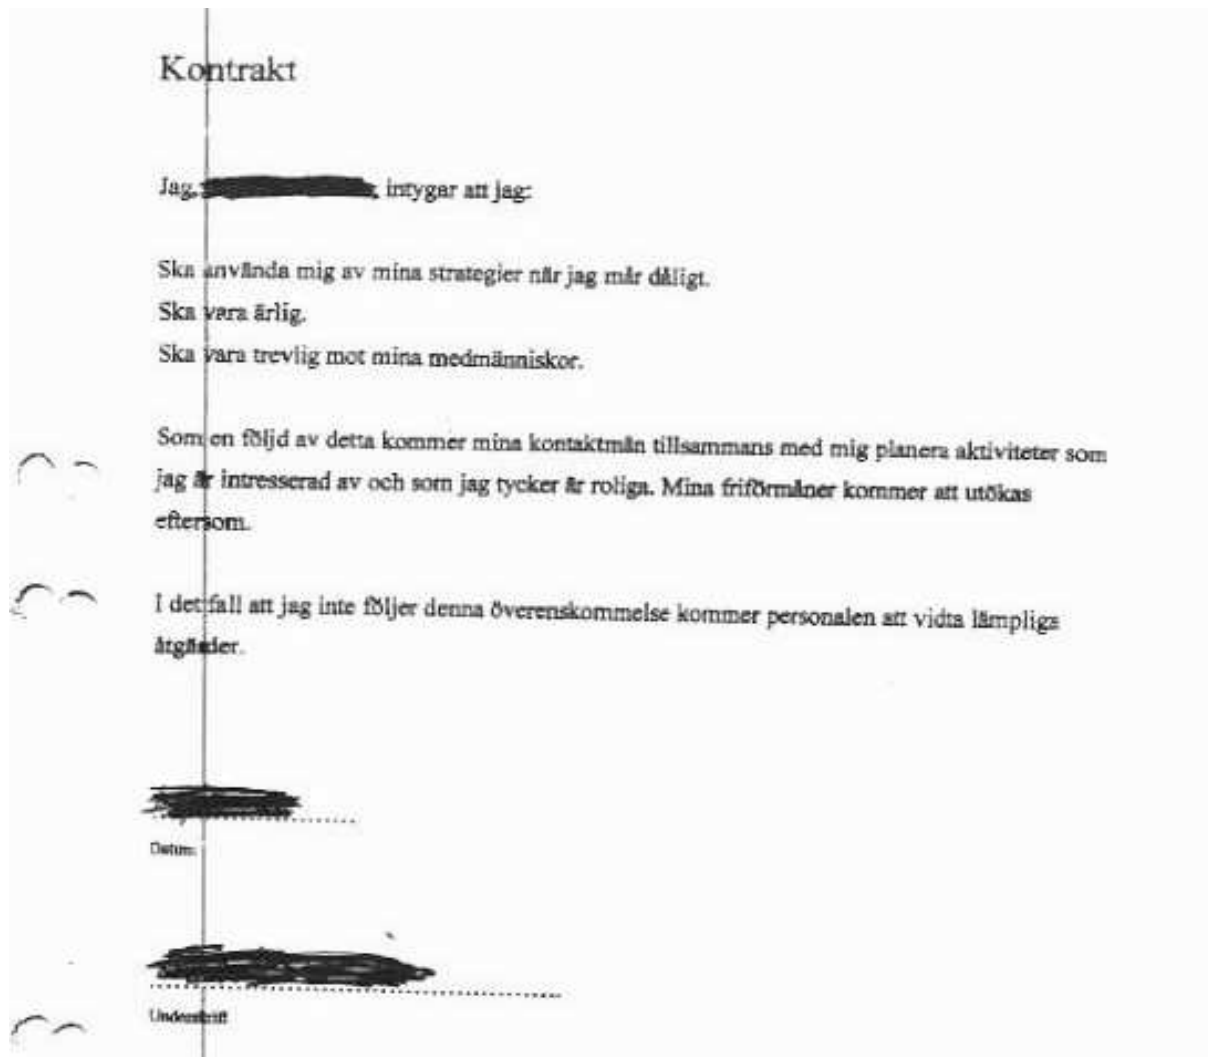 Kontrakt
Jag, intygar att jag:
Ska använda mig av mina strategier när jag mår dåligt.
Ska vara ärlig.
Ska vara trevlig mot mina medmänniskor.
Som en följd av detta kommer mina kontaktmän tillsammans med mig planera aktiviteter som
jag är intresserad av och som jag tycker är roliga. Mina friförmåner kommer att utökas
eftersom.
I det fall att jag inte följer denna överenskommelse kommer personalen att vidta lämpliga
åtgärder.
Datum
Underskrift